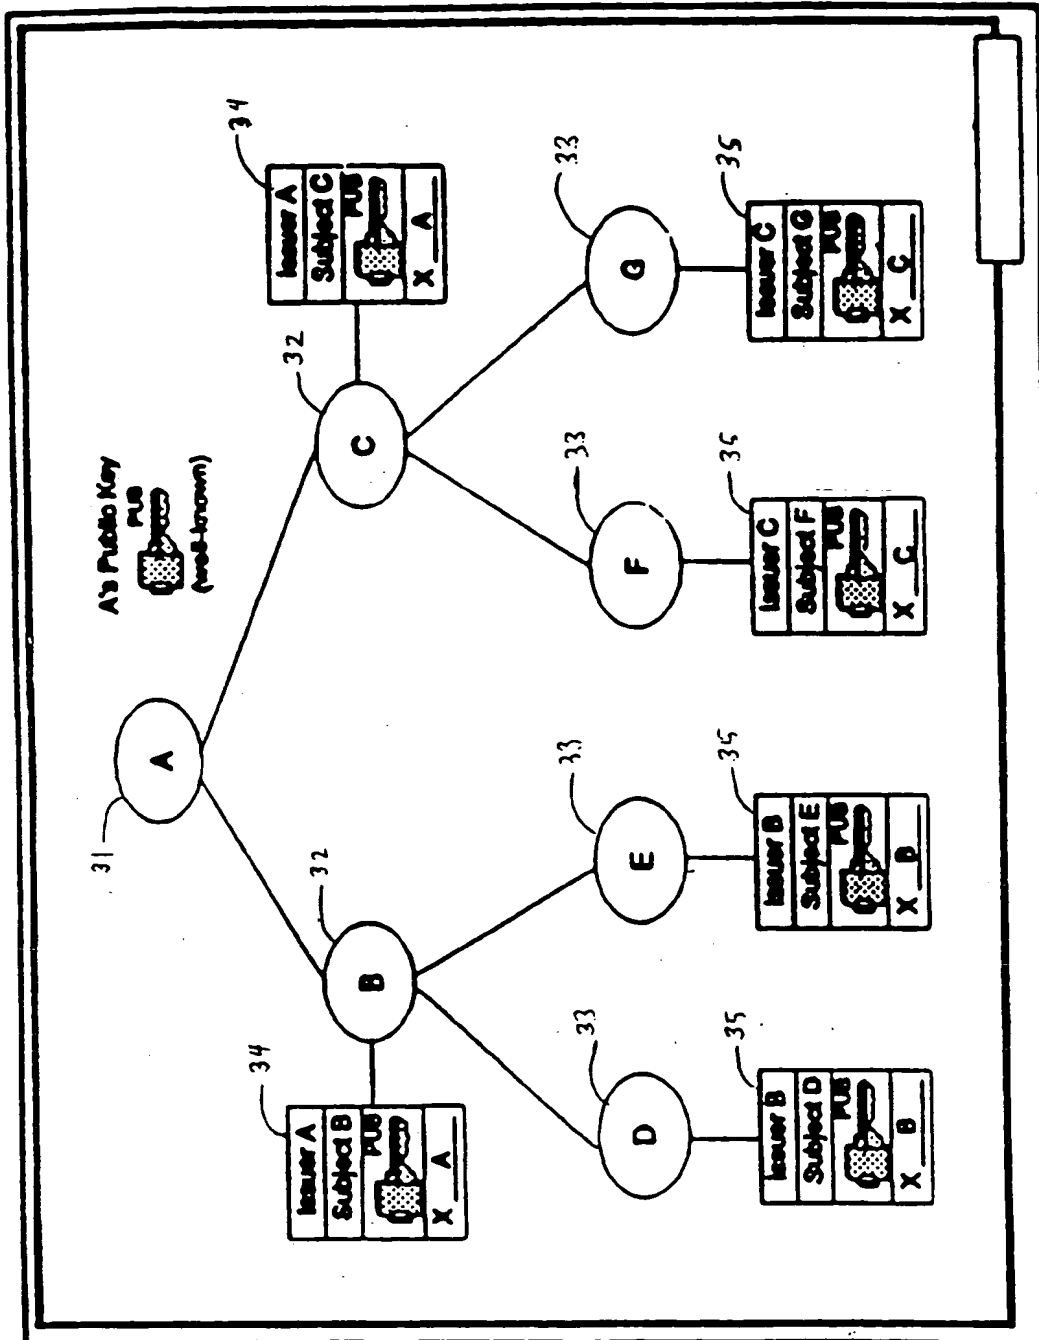 A's Public Key
PUB
(well-known)
31
A
34
Issuer A
Subject B
PUB
X A
32
B
32
C
34
Issuer A
Subject C
PUB
X A
33
D
33
E
33
F
33
G
35
Issuer B
Subject D
PUB
X B
35
Issuer B
Subject E
PUB
X B
35
Issuer C
Subject F
PUB
X C
35
Issuer C
Subject G
PUB
X C